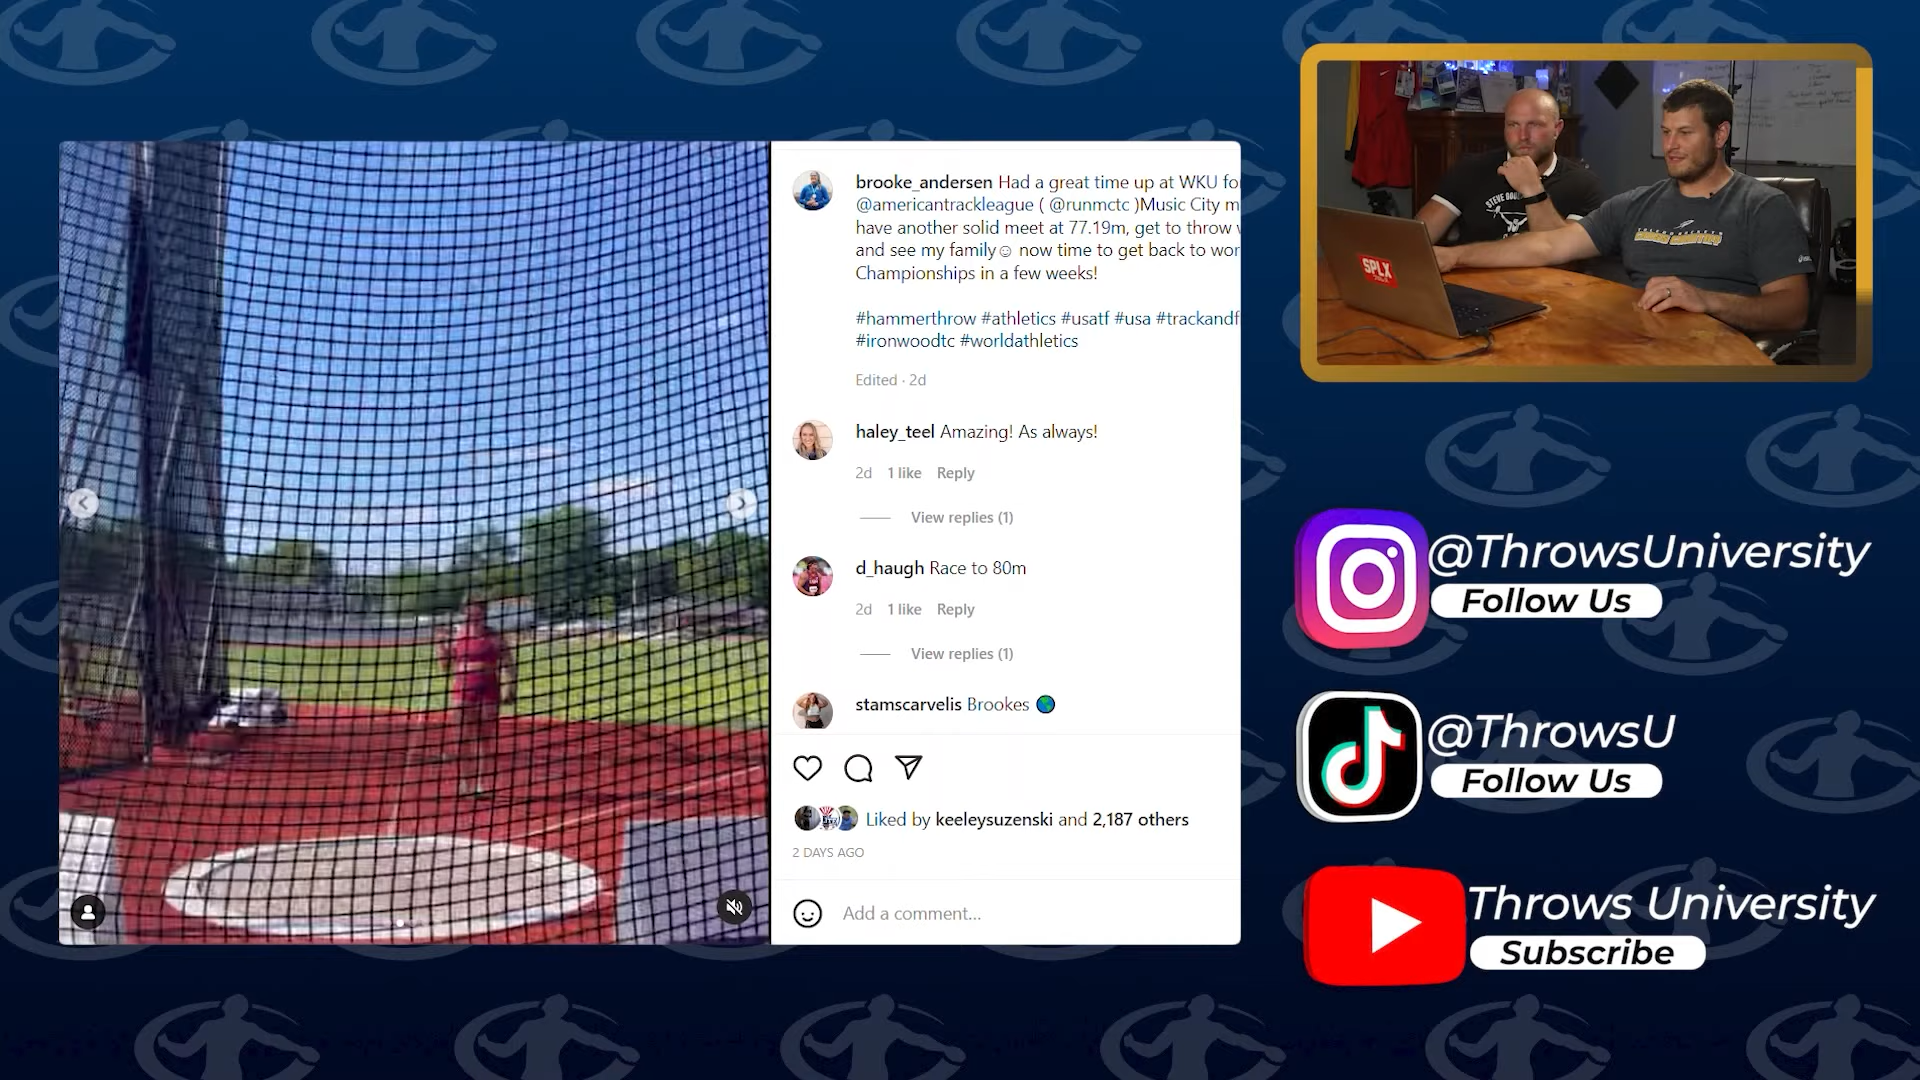 brooke_andersen Had a great time up at WKU fo
@americantrackleague ( @runmctc )Music City m
have another solid meet at 77.19m, get to throw
and see my family☺ now time to get back to wor
Championships in a few weeks!
#hammerthrow #athletics #usatf #usa #trackandf
#ironwoodtc #worldathletics
Edited · 2d
haley_teel Amazing! As always!
2d 1 like Reply
View replies (1)
d_haugh Race to 80m
2d 1 like Reply
View replies (1)
stamscarvelis Brookes 🌎
Liked by keeleysuzenski and 2,187 others
2 DAYS AGO
Add a comment...
SPLX
@ThrowsUniversity
Follow Us
@ThrowsU
Follow Us
Throws University
Subscribe